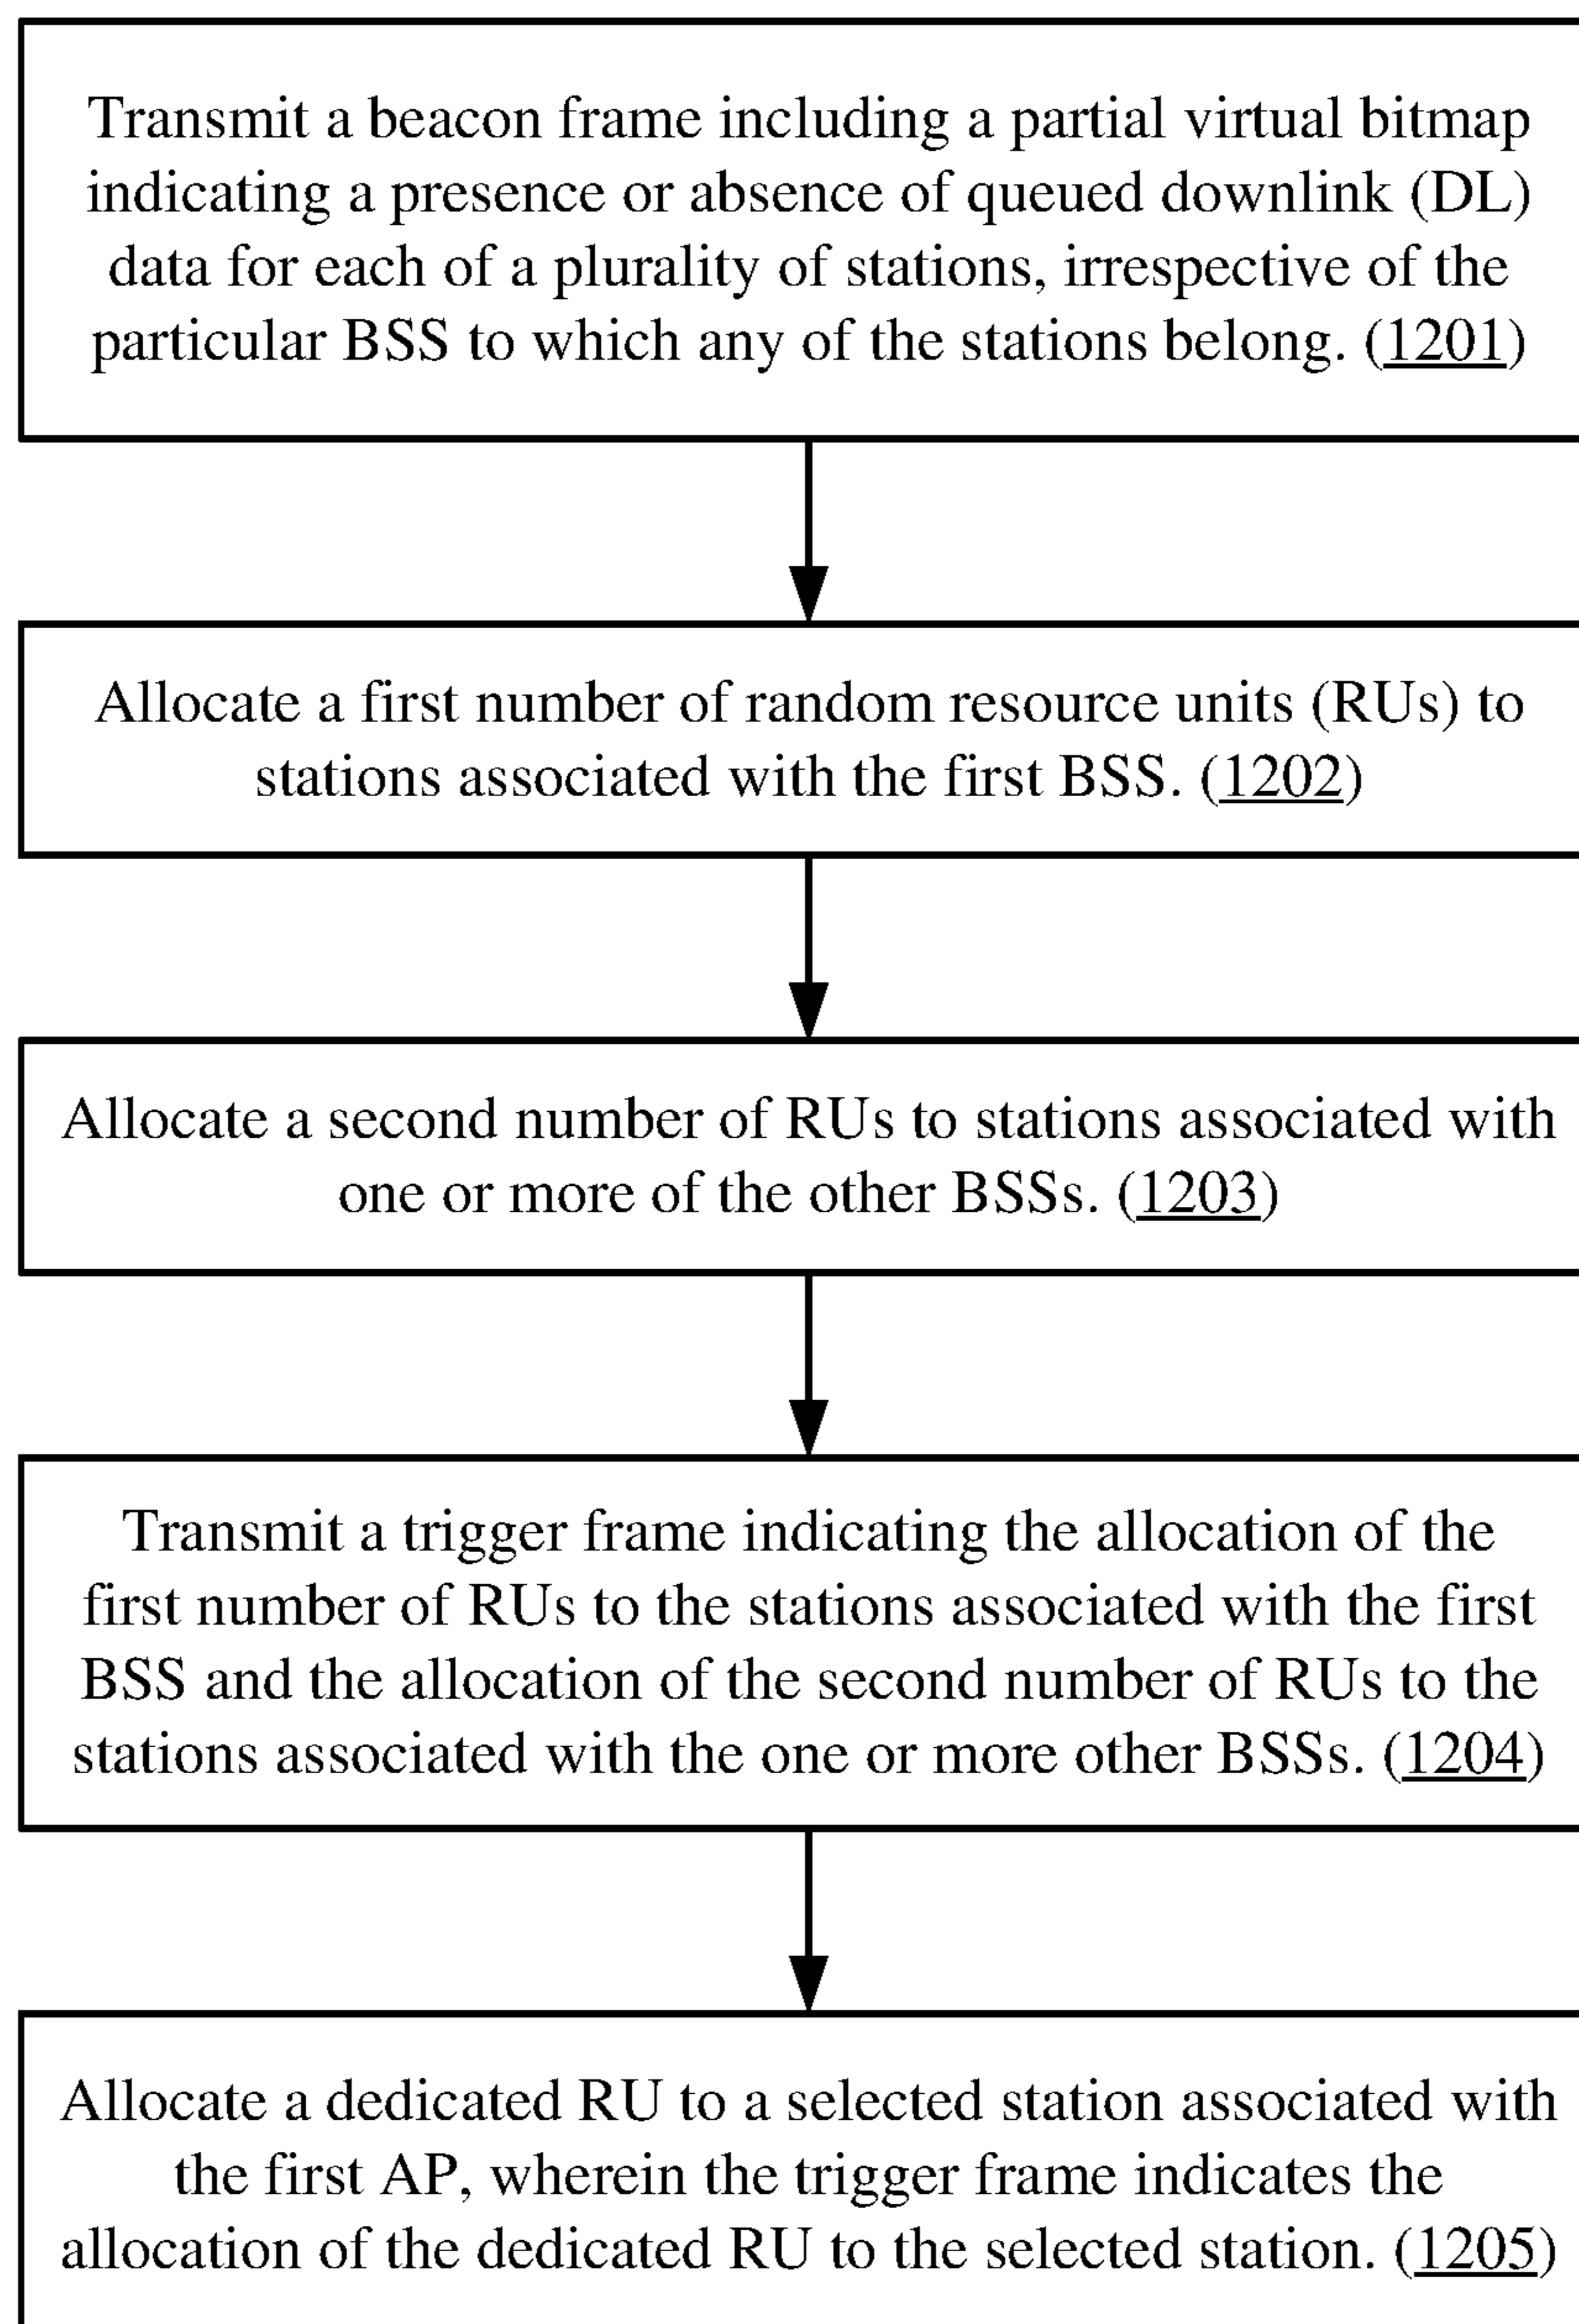 Transmit a beacon frame including a partial virtual bitmap
indicating a presence or absence of queued downlink (DL)
data for each of a plurality of stations, irrespective of the
particular BSS to which any of the stations belong. (1201)
Allocate a first number of random resource units (RUs) to
stations associated with the first BSS. (1202)
Allocate a second number of RUs to stations associated with
one or more of the other BSSs. (1203)
Transmit a trigger frame indicating the allocation of the
first number of RUs to the stations associated with the first
BSS and the allocation of the second number of RUs to the
stations associated with the one or more other BSSs. (1204)
Allocate a dedicated RU to a selected station associated with
the first AP, wherein the trigger frame indicates the
allocation of the dedicated RU to the selected station. (1205)